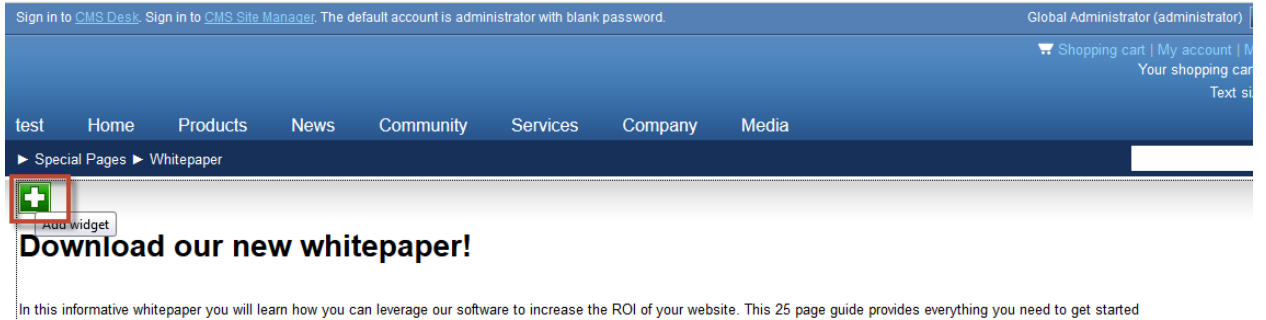 Sign in to CMS Desk. Sign in to CMS Site Manager. The default account is administrator with blank password. Global Administrator (administrator)
Shopping cart | My account | M
Your shopping car
Text si
test Home Products News Community Services Company Media
► Special Pages ► Whitepaper
Add widget
Download our new whitepaper!
In this informative whitepaper you will learn how you can leverage our software to increase the ROI of your website. This 25 page guide provides everything you need to get started